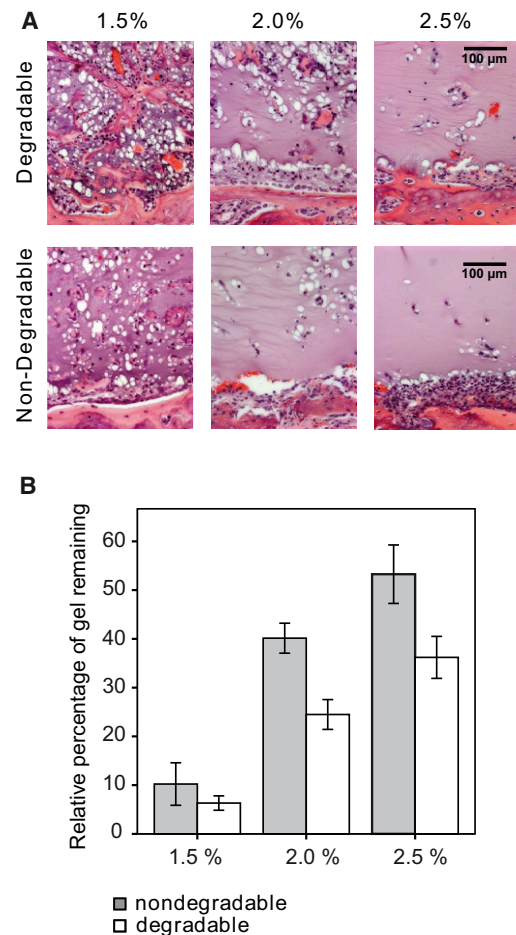 A
1.5% 2.0% 2.5%
Degradable
100 µm
Non-Degradable
100 µm
B
Relative percentage of gel remaining
60
50
40
30
20
10
0
1.5 % 2.0 % 2.5 %
nondegradable
degradable